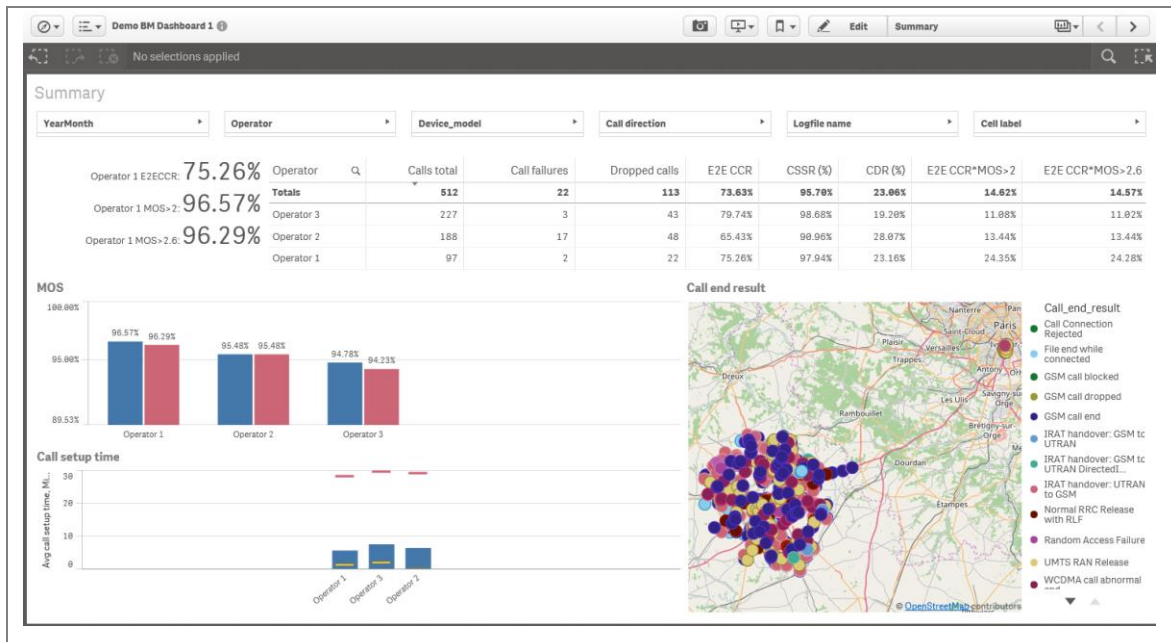 Demo BM Dashboard 1
Edit
Summary
No selections applied
Summary
YearMonth
Operator
Device_model
Call direction
Logfile name
Cell label
Operator 1 E2ECCR: 75.26%
Operator 1 MOS>2: 96.57%
Operator 1 MOS>2.6: 96.29%
Operator Calls total Call failures Dropped calls E2E CCR CSSR (%) CDR (%) E2E CCR*MOS>2 E2E CCR*MOS>2.6
Totals 512 22 113 73.63% 95.70% 23.06% 14.62% 14.57%
Operator 3 227 3 43 79.74% 98.68% 19.20% 11.08% 11.02%
Operator 2 188 17 48 65.43% 90.96% 28.07% 13.44% 13.44%
Operator 1 97 2 22 75.26% 97.94% 23.16% 24.35% 24.28%
MOS
100.00%
95.00%
89.53%
96.57% 96.29%
95.48% 95.48%
94.78% 94.23%
Operator 1 Operator 2 Operator 3
Call setup time
Avg call setup time, Mi...
30
20
10
0
Operator 1 Operator 3 Operator 2
Call end result
Nanterre
Pan
Saint-Cloud
Paris
Plaisir
Versailles
Trappes
Dreux
Antony
Les Ulis
Savigny-su
Orge
Rambouillet
Brétigny-sur-
Orge
Dourdan
Étampes
© OpenStreetMap contributors
Call_end_result
Call Connection
Rejected
File end while
connected
GSM call blocked
GSM call dropped
GSM call end
IRAT handover: GSM to
UTRAN
IRAT handover: GSM to
UTRAN DirectedI...
IRAT handover: UTRAN
to GSM
Normal RRC Release
with RLF
Random Access Failure
UMTS RAN Release
WCDMA call abnormal